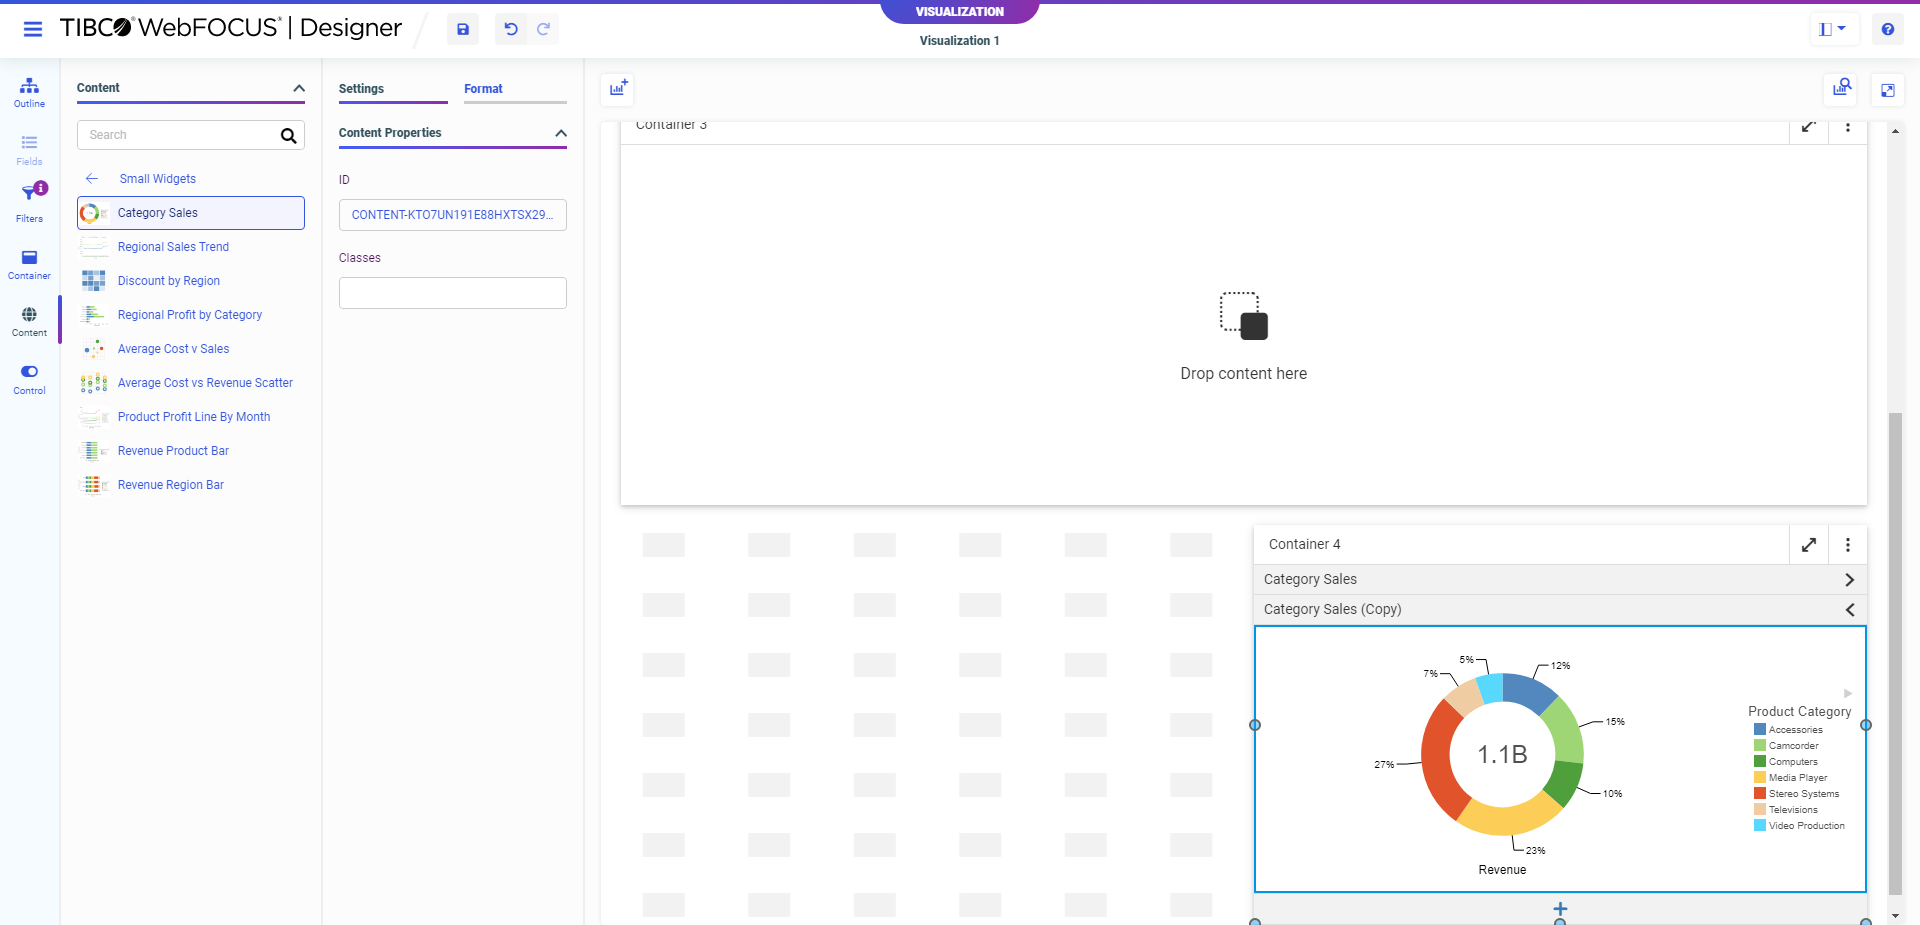 VISUALIZATION
TIBCO® WebFOCUS® | Designer
Visualization 1
Outline
Fields
Filters
Container
Content
Control
Content
Search
Small Widgets
Category Sales
Regional Sales Trend
Discount by Region
Regional Profit by Category
Average Cost v Sales
Average Cost vs Revenue Scatter
Product Profit Line By Month
Revenue Product Bar
Revenue Region Bar
Settings
Format
Content Properties
ID
CONTENT-KTO7UN191E88HXTSX29...
Classes
Container 3
Drop content here
Container 4
Category Sales
Category Sales (Copy)
5%
12%
7%
15%
1.1B
27%
10%
23%
Revenue
Product Category
Accessories
Camcorder
Computers
Media Player
Stereo Systems
Televisions
Video Production